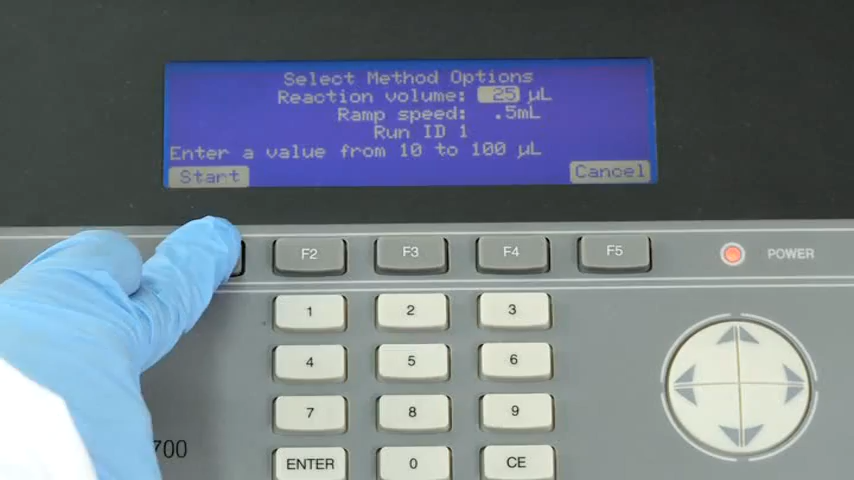 Select Method Options
Reaction volume: 25 µL
Ramp speed: .5mL
Run ID 1
Enter a value from 10 to 100 µL
Start Cancel
F2 F3 F4 F5 POWER
1 2 3
4 5 6
7 8 9
700
ENTER 0 CE